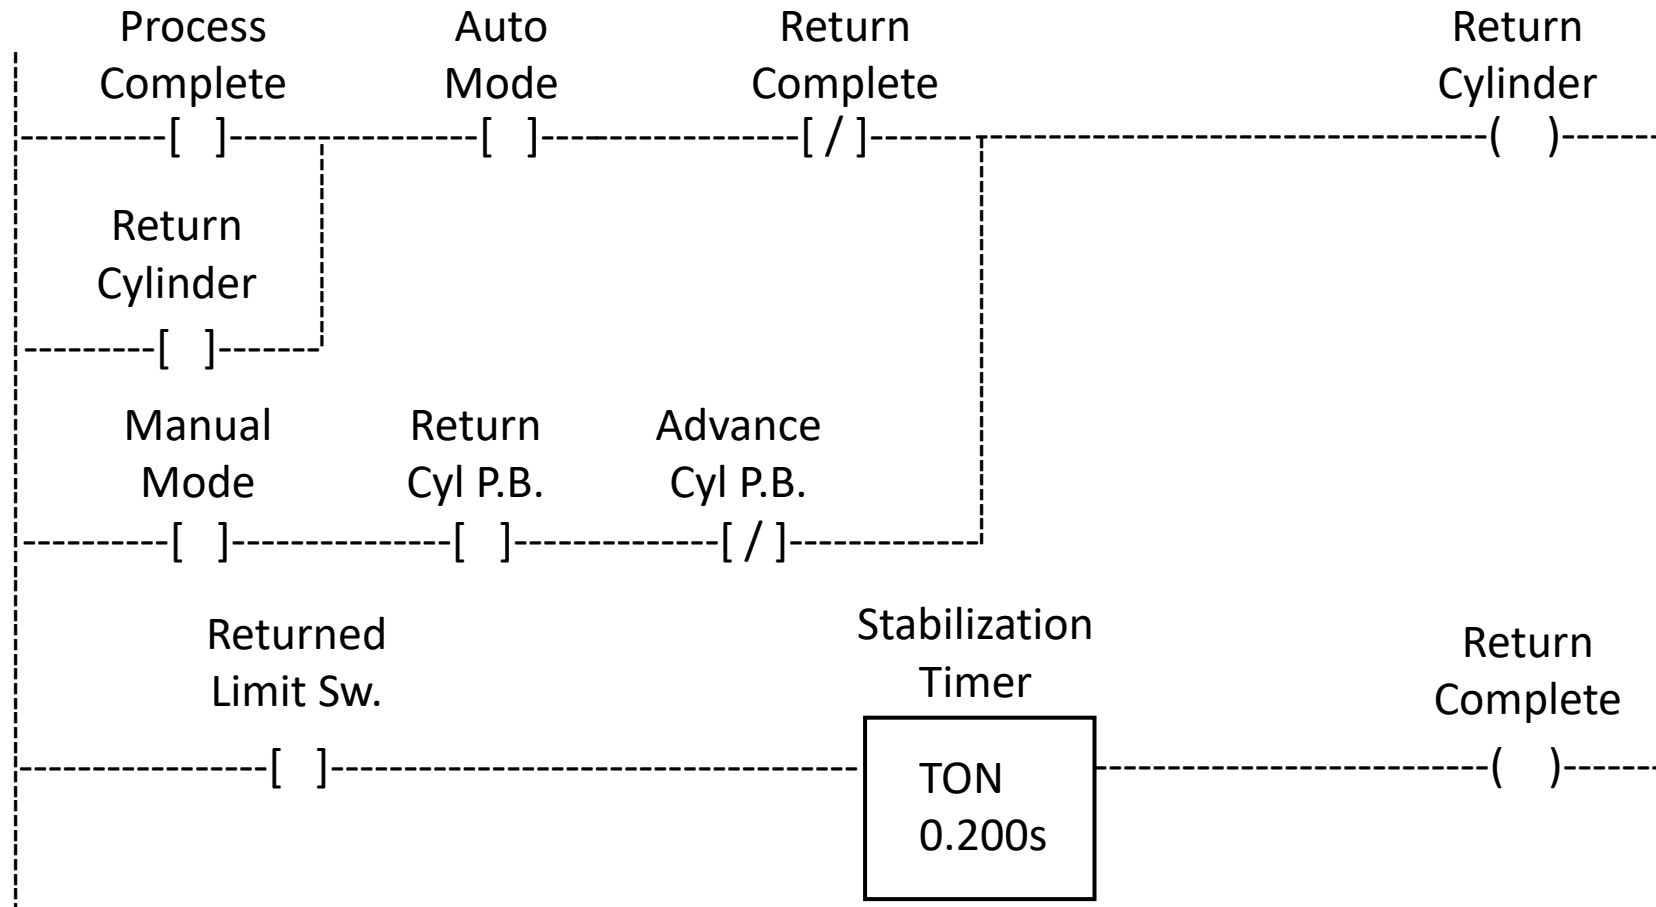 Process Auto Return Return
Complete Mode Complete Cylinder
[ ] [ ] [ / ] ( )
Return
Cylinder
[ ]
Manual Return Advance
Mode Cyl P.B. Cyl P.B.
[ ] [ ] [ / ]
Returned Stabilization Return
Limit Sw. Timer Complete
[ ] ( )
TON
0.200s